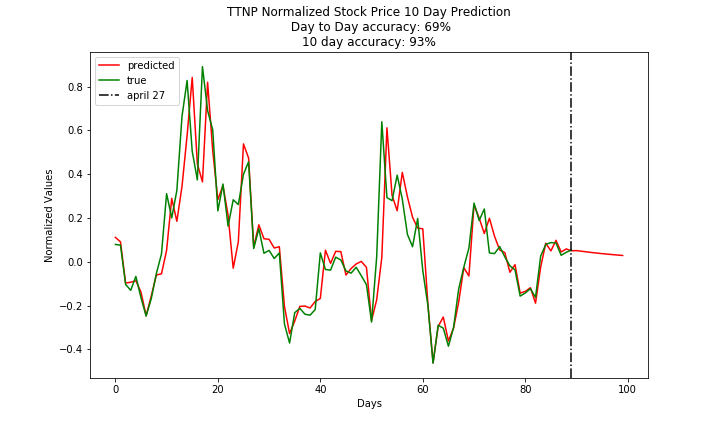 TTNP Normalized Stock Price 10 Day Prediction
Day to Day accuracy: 69%
10 day accuracy: 93%
predicted
true
april 27
Normalized Values
0.8
0.6
0.4
0.2
0.0
−0.2
−0.4
0
20
40
60
80
100
Days